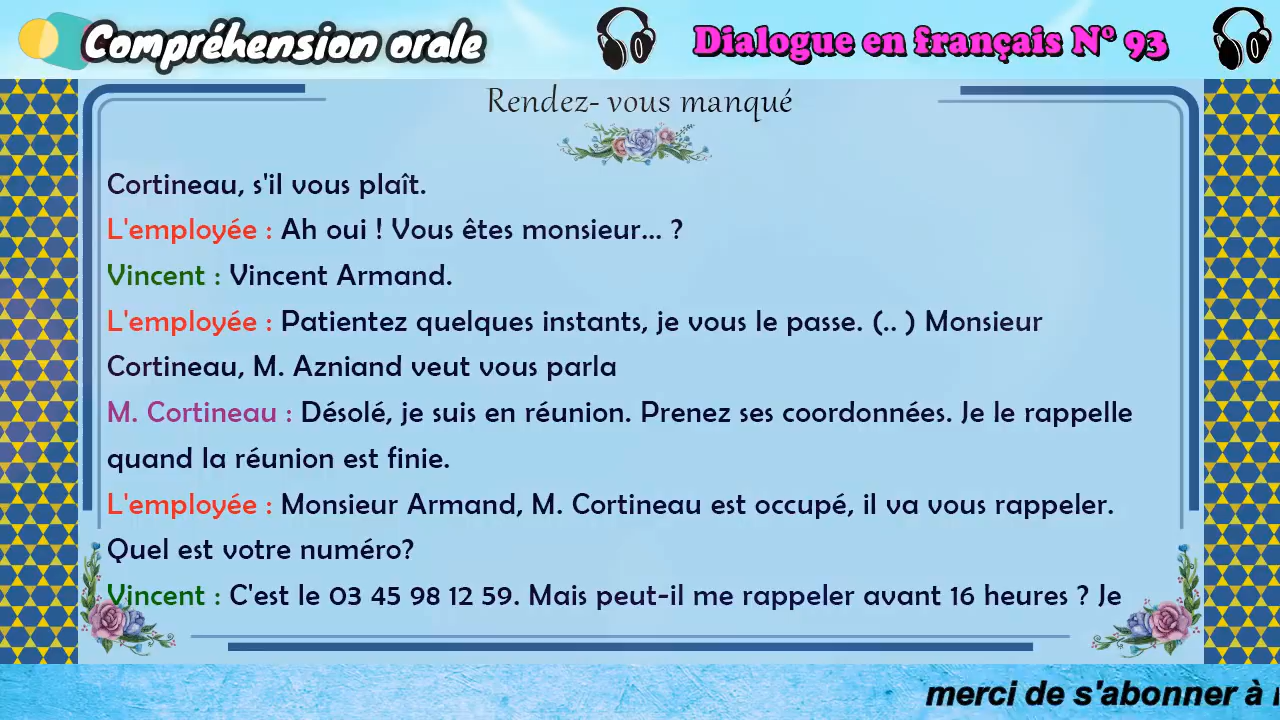 Compréhension orale
Dialogue en français N° 93
Rendez- vous manqué
Cortineau, s'il vous plaît.
L'employée : Ah oui ! Vous êtes monsieur... ?
Vincent : Vincent Armand.
L'employée : Patientez quelques instants, je vous le passe. (.. ) Monsieur
Cortineau, M. Azniand veut vous parla
M. Cortineau : Désolé, je suis en réunion. Prenez ses coordonnées. Je le rappelle
quand la réunion est finie.
L'employée : Monsieur Armand, M. Cortineau est occupé, il va vous rappeler.
Quel est votre numéro?
Vincent : C'est le 03 45 98 12 59. Mais peut-il me rappeler avant 16 heures ? Je
merci de s'abonner à